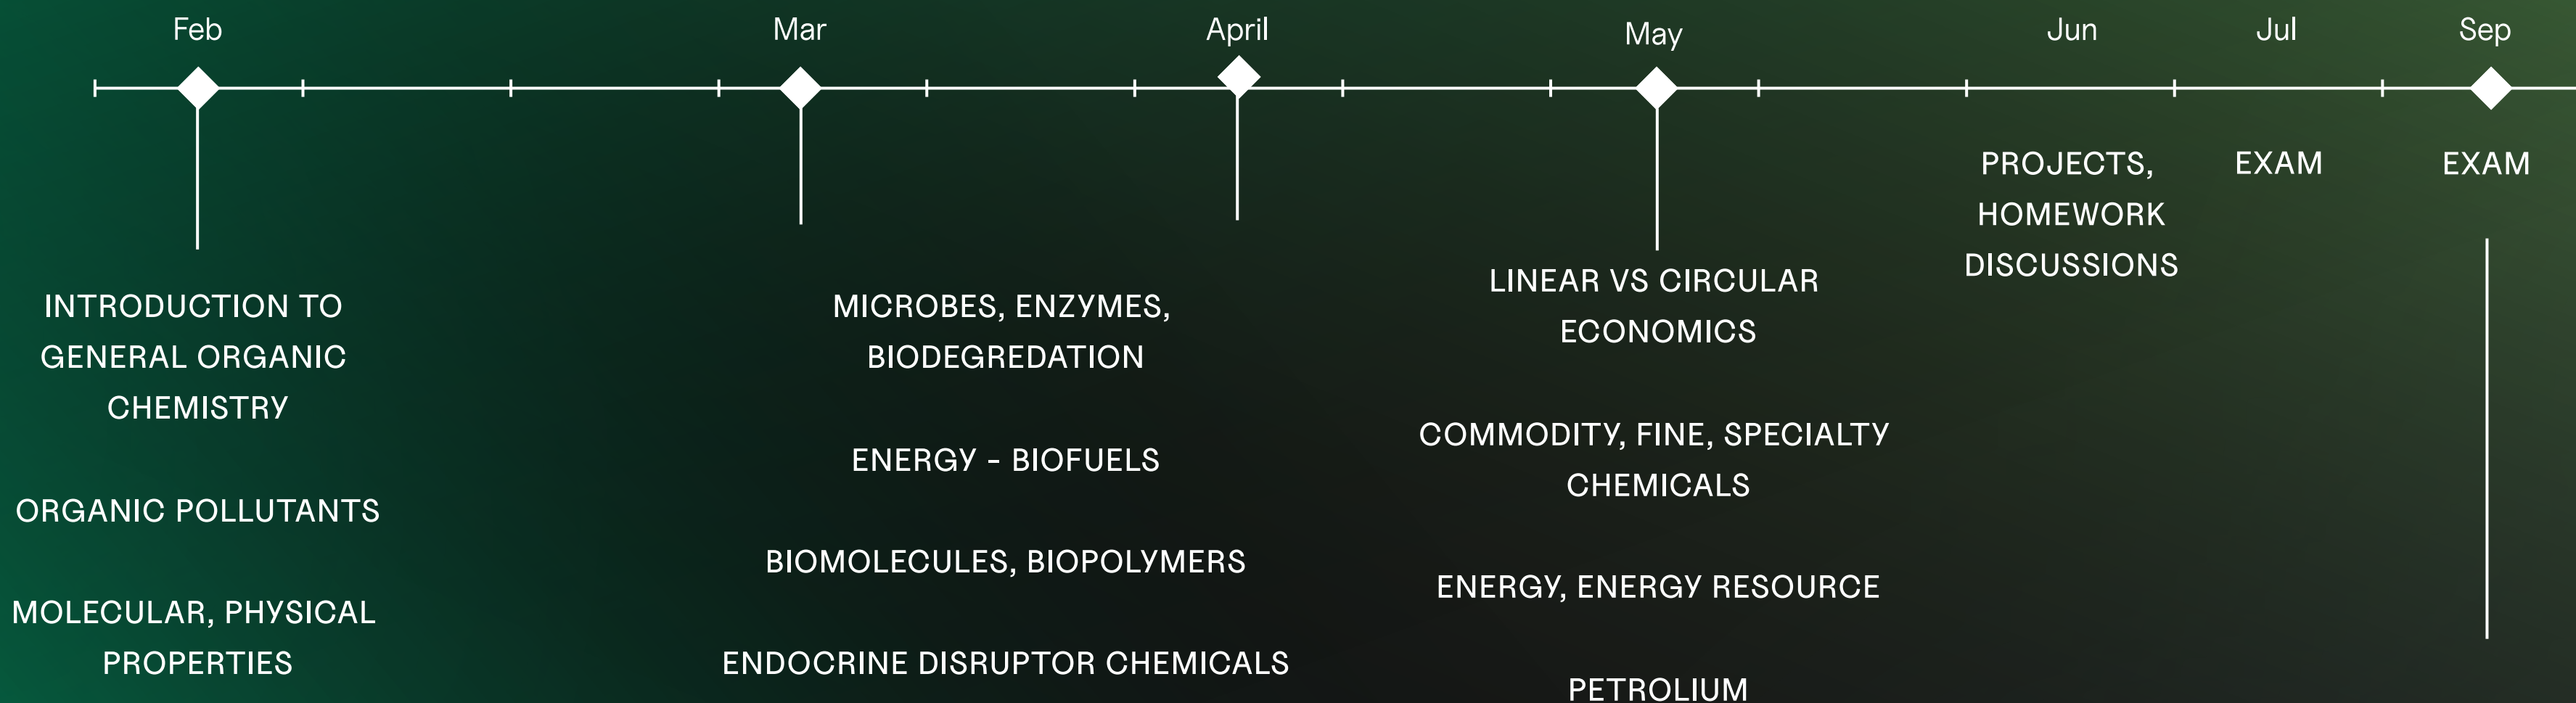 Feb
Mar
April
May
Jun
Jul
Sep
INTRODUCTION TO
GENERAL ORGANIC
CHEMISTRY
ORGANIC POLLUTANTS
MOLECULAR, PHYSICAL
PROPERTIES
MICROBES, ENZYMES,
BIODEGREDATION
ENERGY - BIOFUELS
BIOMOLECULES, BIOPOLYMERS
ENDOCRINE DISRUPTOR CHEMICALS
LINEAR VS CIRCULAR
ECONOMICS
COMMODITY, FINE, SPECIALTY
CHEMICALS
ENERGY, ENERGY RESOURCE
PETROLIUM
PROJECTS,
HOMEWORK
DISCUSSIONS
EXAM
EXAM